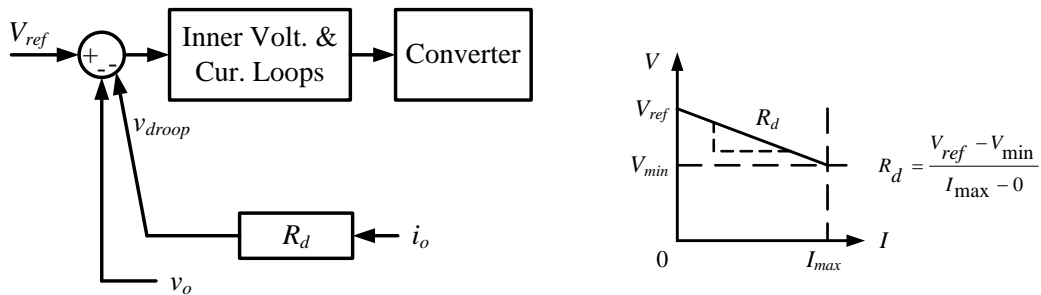 V_ref
+
-
-
Inner Volt. &
Cur. Loops
Converter
v_droop
R_d
i_o
v_o
V
V_ref
R_d
V_min
R_d = (V_ref − V_min) / (I_max − 0)
0
I_max
I